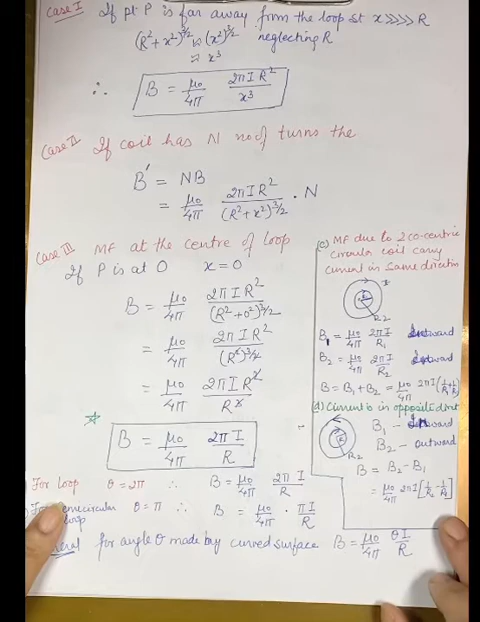 Case I If pt P is far away from the loop st x >>>> R
(R²+x²)^3/2 ≈ (x²)^3/2 neglecting R
≈ x³
∴ B = μ₀/4π 2πIR²/x³
Case II If coil has N no of turns the
B' = NB
= μ₀/4π 2πIR²/(R²+x²)^3/2 . N
Case III MF at the centre of loop
If P is at O x=0
B = μ₀/4π 2πIR²/(R²+0²)^3/2
= μ₀/4π 2πIR²/(R²)^3/2
= μ₀/4π 2πIR²/R³
B = μ₀/4π 2πI/R
For loop θ=2π ∴ B = μ₀/4π 2πI/R
semicircular θ=π ∴ B = μ₀/4π . πI/R
loop
for angle θ made by curved surface B = μ₀/4π θI/R
(c) MF due to 2 co-centric
circular coil carry
current in same direction
I
R₂
B₁ = μ₀/4π 2πI/R₁
B₂ = μ₀/4π 2πI/R₂
B = B₁+B₂ = μ₀/4π 2πI(1/R₁+1/R₂)
(d) Current is in opposite dirnt
B₁ -
R₂ B₂ – outward
B = B₂-B₁
= μ₀/4π 2πI[1/R₂-1/R₁]